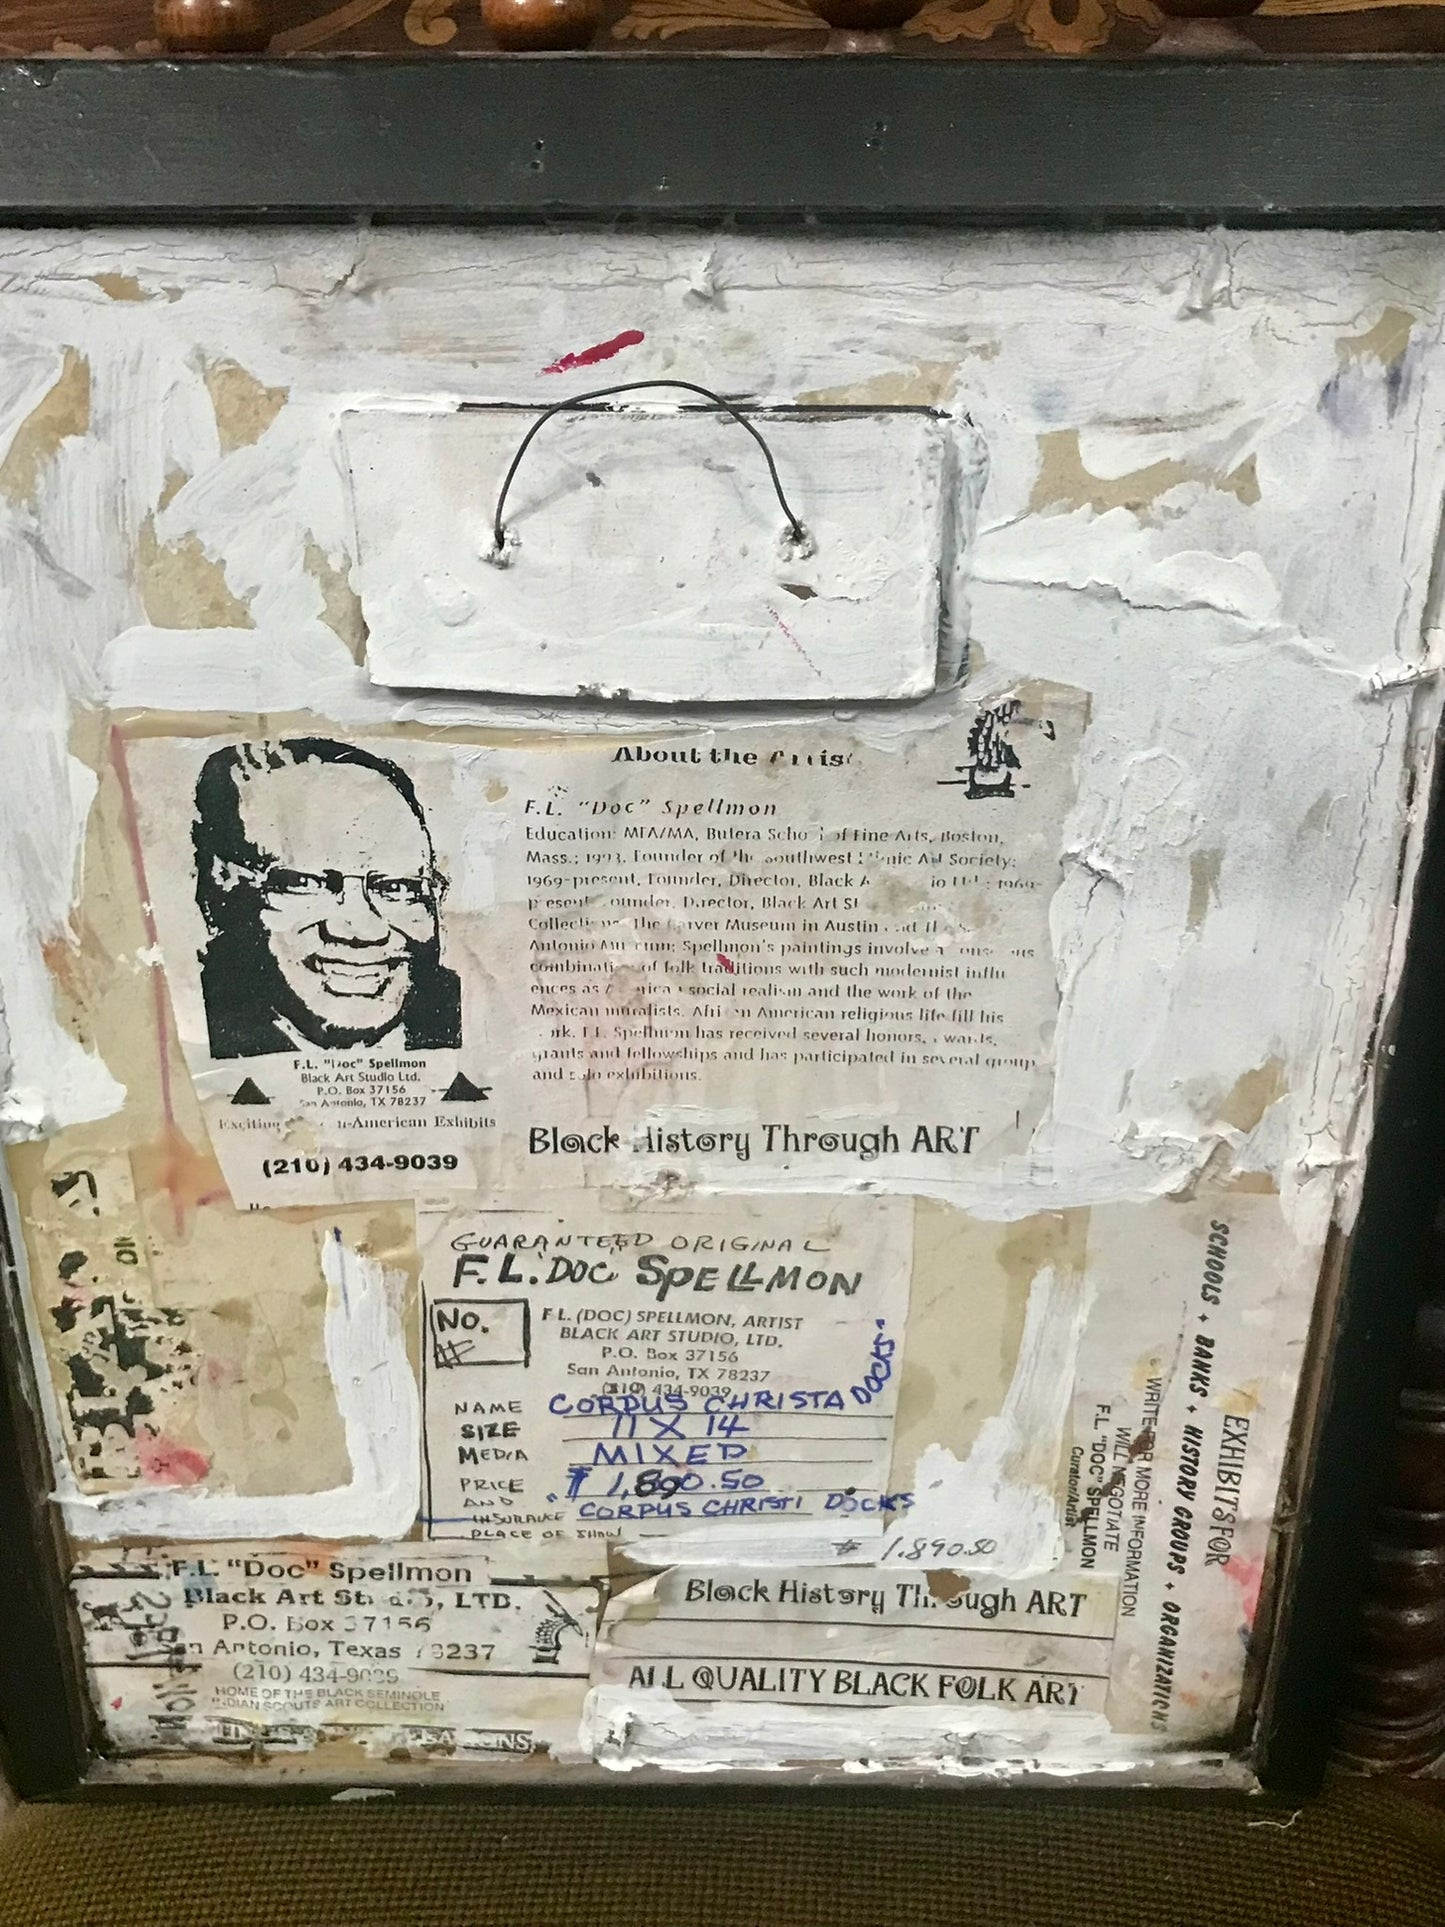 About the
F.L. "Doc" Spellmon
Education: MFA/MA, Butera School of Fine Arts, Boston,
Mass.; 1993, Founder of the Southwest Ethnic Art Society;
1969-present, Founder, Director, Black
present Founder, Director, Black Art
The Carver Museum in Austin and
Antonio Museum; Spellmon's paintings involve a
of folk traditions with such modernist influ
ences as social realism and the work of the
Mexican muralists. African American religious life fill his
F.L. Spellmon has received several honors, awards,
grants and fellowships and has participated in several group
and solo exhibitions.
Black History Through ART
F.L. "Doc" Spellmon
Black Art Studio Ltd.
P.O. Box 37156
San Antonio, TX 78237
Exciting -American Exhibits
(210) 434-9039
GUARANTEED ORIGINAL
F.L. DOC SPELLMON
NO.
#
F.L. (DOC) SPELLMON, ARTIST
BLACK ART STUDIO, LTD.
P.O. Box 37156
San Antonio, TX 78237
(210) 434-9039
NAME CORPUS CHRISTA DOCKS"
SIZE 11 X 14
MEDIA MIXED
PRICE $ 1,890.50
AND
INSURANCE "CORPUS CHRISTI DOCKS
PLACE OF SHOW
# 1.890.50
F.L. "Doc" Spellmon
Black Art LTD.
P.O. Box 37156
San Antonio, Texas 78237
(210) 434-9039
HOME OF THE BLACK SEMINOLE
INDIAN SCOUTS ART COLLECTION
Black History Through ART
ALL QUALITY BLACK FOLK ART
EXHIBITS FOR
SCHOOLS + BANKS + HISTORY GROUPS + ORGANIZATIONS
WRITE FOR MORE INFORMATION
WILL NEGOTIATE
F.L. "DOC" SPELLMON
Curator/Artist